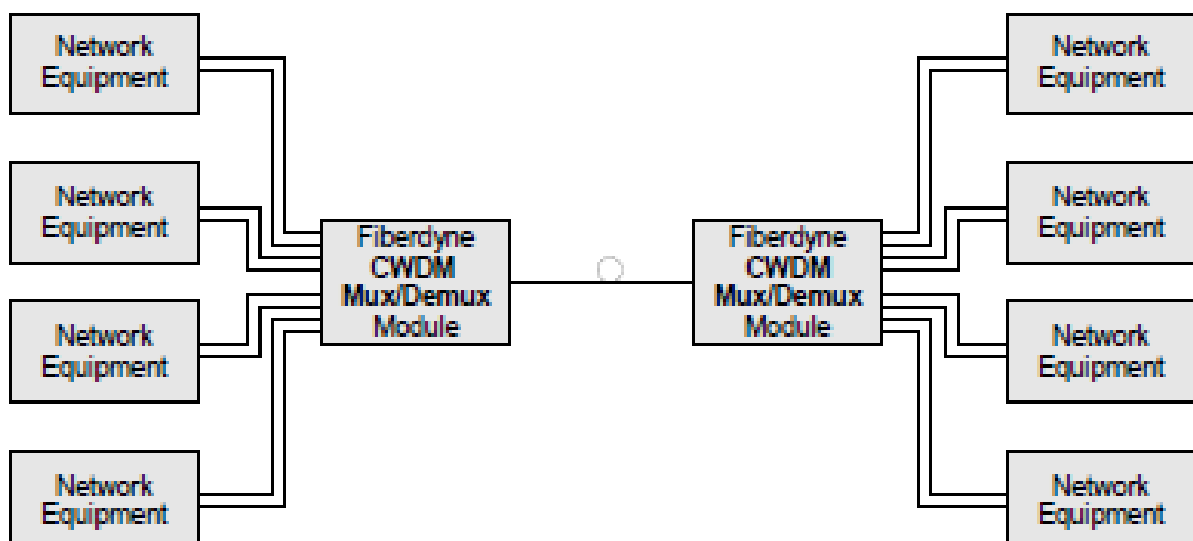 Network
Equipment
Network
Equipment
Network
Equipment
Network
Equipment
Fiberdyne
CWDM
Mux/Demux
Module
Fiberdyne
CWDM
Mux/Demux
Module
Network
Equipment
Network
Equipment
Network
Equipment
Network
Equipment